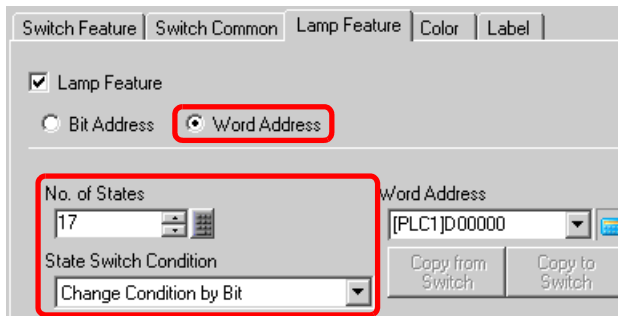 Switch Feature Switch Common Lamp Feature Color Label
Lamp Feature
Bit Address Word Address
No. of States Word Address
17 [PLC1]D00000
State Switch Condition Copy from Switch Copy to Switch
Change Condition by Bit